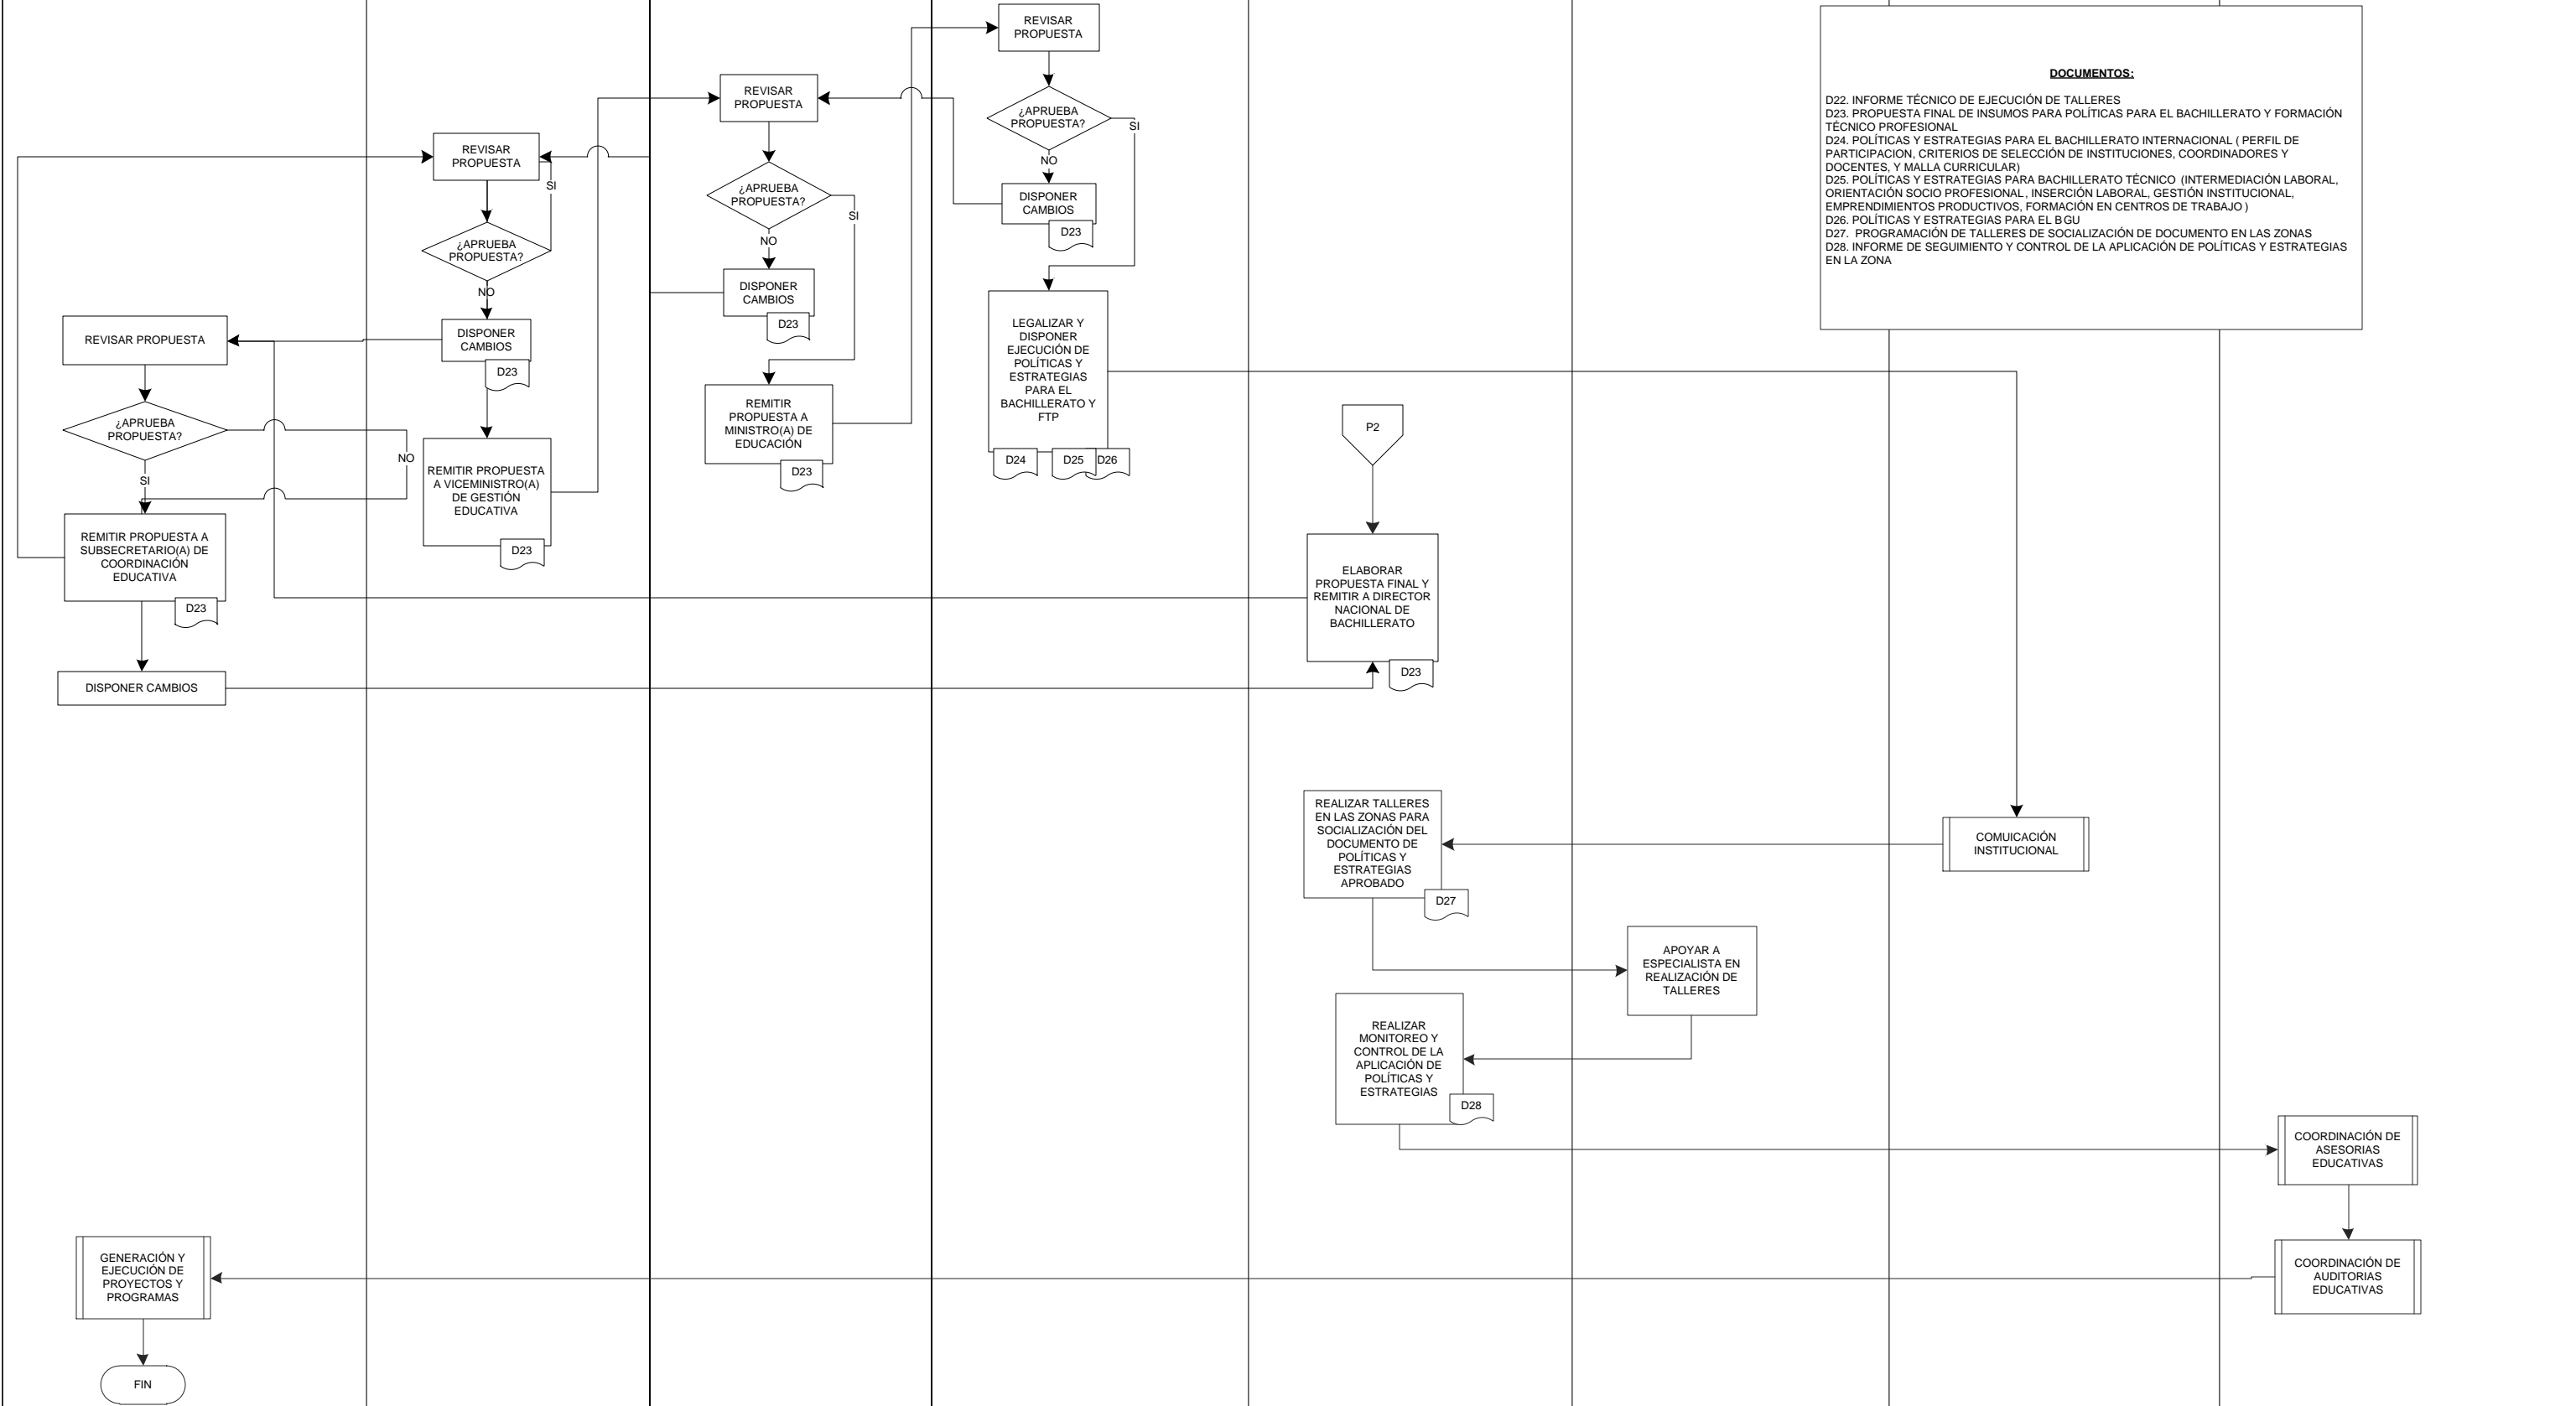 REVISAR
PROPUESTA
¿APRUEBA
PROPUESTA?
SI
NO
DISPONER
CAMBIOS
D23
LEGALIZAR Y
DISPONER
EJECUCIÓN DE
POLÍTICAS Y
ESTRATEGIAS
PARA EL
BACHILLERATO Y
FTP
D24
D25
D26
REVISAR
PROPUESTA
¿APRUEBA
PROPUESTA?
SI
NO
DISPONER
CAMBIOS
D23
REMITIR
PROPUESTA A
MINISTRO(A) DE
EDUCACIÓN
D23
REVISAR
PROPUESTA
SI
¿APRUEBA
PROPUESTA?
NO
DISPONER
CAMBIOS
D23
REMITIR PROPUESTA
A VICEMINISTRO(A)
DE GESTIÓN
EDUCATIVA
D23
REVISAR PROPUESTA
¿APRUEBA
PROPUESTA?
NO
SI
REMITIR PROPUESTA A
SUBSECRETARIO(A) DE
COORDINACIÓN
EDUCATIVA
D23
DISPONER CAMBIOS
DOCUMENTOS:
D22. INFORME TÉCNICO DE EJECUCIÓN DE TALLERES
D23. PROPUESTA FINAL DE INSUMOS PARA POLÍTICAS PARA EL BACHILLERATO Y FORMACIÓN
TÉCNICO PROFESIONAL
D24. POLÍTICAS Y ESTRATEGIAS PARA EL BACHILLERATO INTERNACIONAL ( PERFIL DE
PARTICIPACION, CRITERIOS DE SELECCIÓN DE INSTITUCIONES, COORDINADORES Y
DOCENTES, Y MALLA CURRICULAR)
D25. POLÍTICAS Y ESTRATEGIAS PARA BACHILLERATO TÉCNICO (INTERMEDIACIÓN LABORAL,
ORIENTACIÓN SOCIO PROFESIONAL, INSERCIÓN LABORAL, GESTIÓN INSTITUCIONAL,
EMPRENDIMIENTOS PRODUCTIVOS, FORMACIÓN EN CENTROS DE TRABAJO )
D26. POLÍTICAS Y ESTRATEGIAS PARA EL BGU
D27. PROGRAMACIÓN DE TALLERES DE SOCIALIZACIÓN DE DOCUMENTO EN LAS ZONAS
D28. INFORME DE SEGUIMIENTO Y CONTROL DE LA APLICACIÓN DE POLÍTICAS Y ESTRATEGIAS
EN LA ZONA
P2
ELABORAR
PROPUESTA FINAL Y
REMITIR A DIRECTOR
NACIONAL DE
BACHILLERATO
D23
REALIZAR TALLERES
EN LAS ZONAS PARA
SOCIALIZACIÓN DEL
DOCUMENTO DE
POLÍTICAS Y
ESTRATEGIAS
APROBADO
D27
COMUICACIÓN
INSTITUCIONAL
APOYAR A
ESPECIALISTA EN
REALIZACIÓN DE
TALLERES
REALIZAR
MONITOREO Y
CONTROL DE LA
APLICACIÓN DE
POLÍTICAS Y
ESTRATEGIAS
D28
COORDINACIÓN DE
ASESORIAS
EDUCATIVAS
COORDINACIÓN DE
AUDITORIAS
EDUCATIVAS
GENERACIÓN Y
EJECUCIÓN DE
PROYECTOS Y
PROGRAMAS
FIN